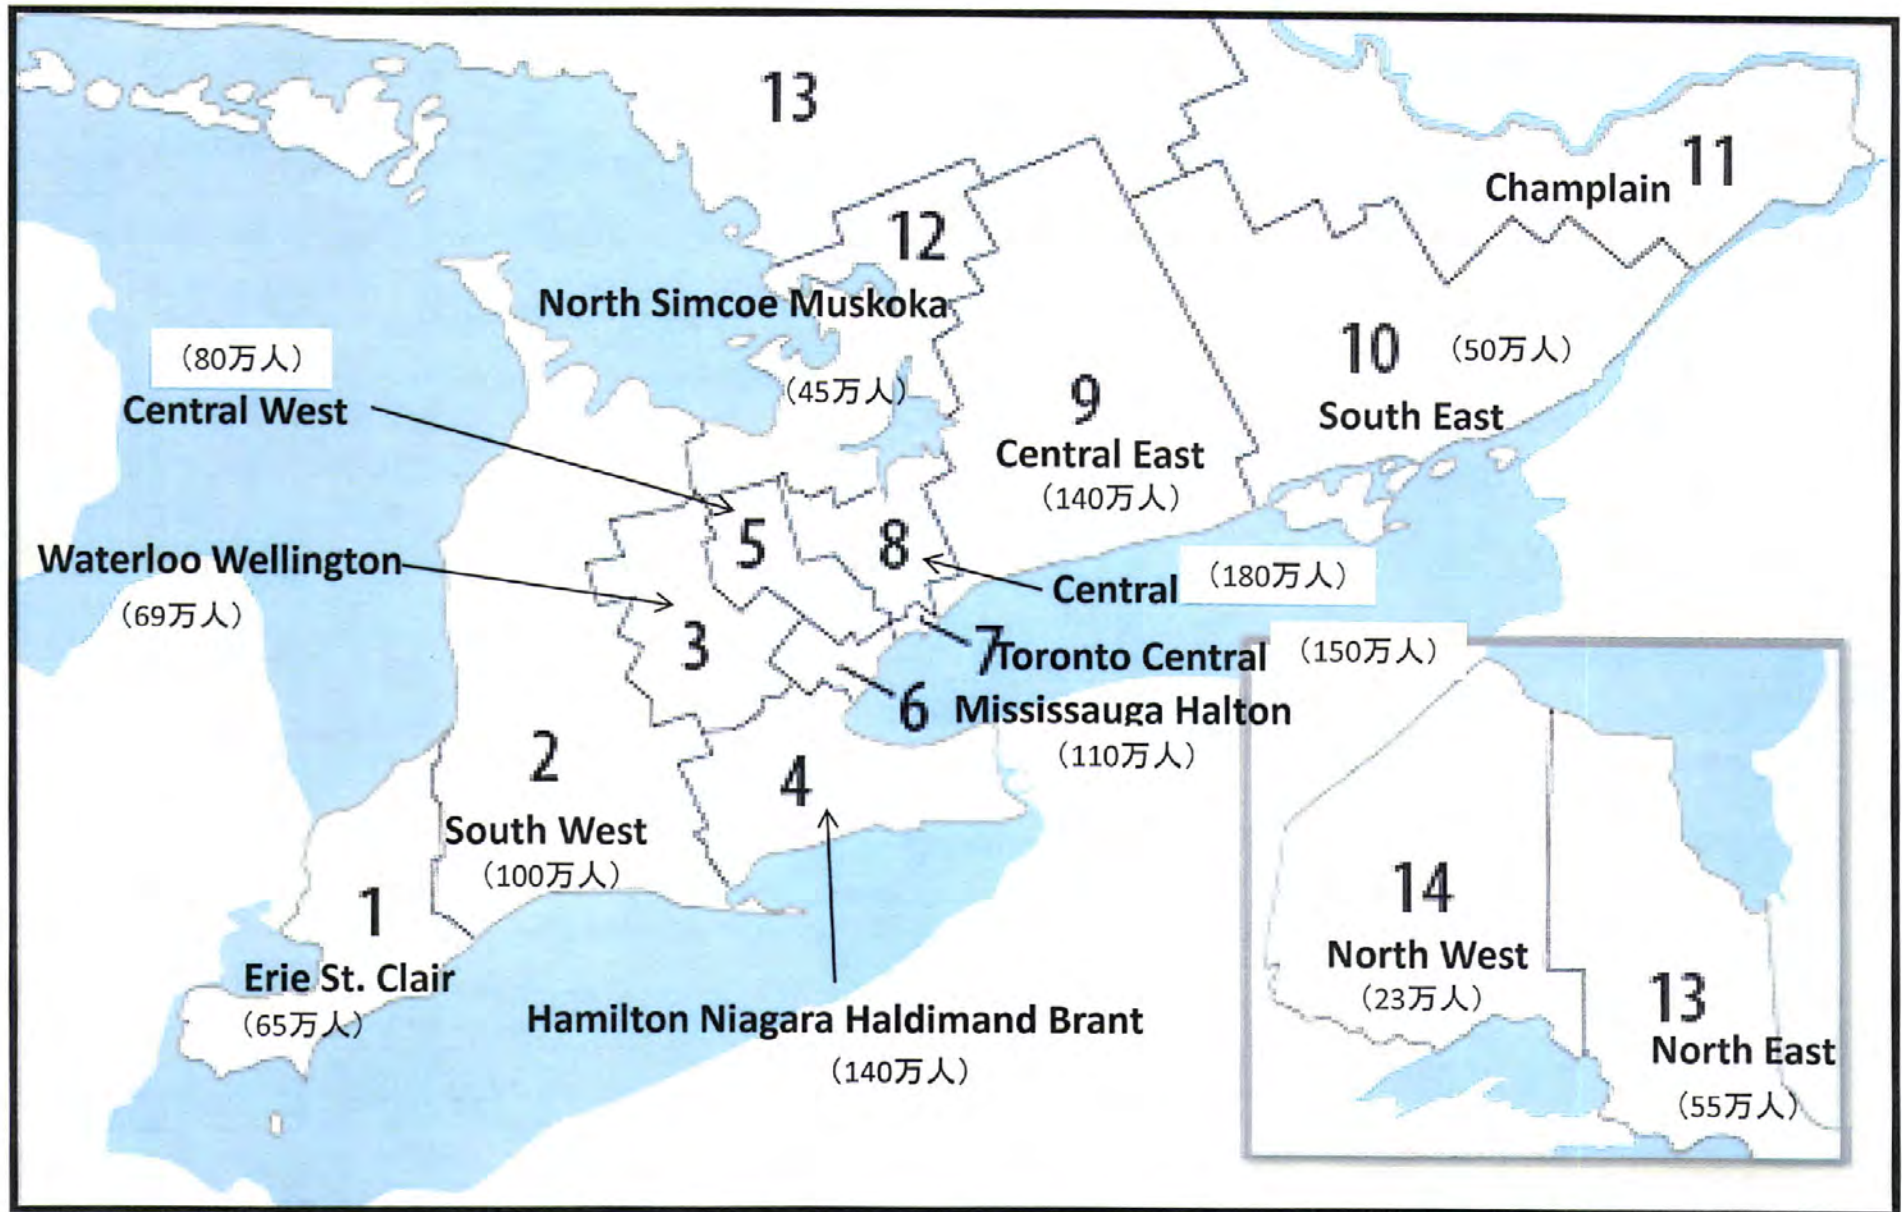 13
11
Champlain
12
North Simcoe Muskoka
(45万人)
(80万人)
Central West
10 (50万人)
South East
9
Central East
(140万人)
5
8
Waterloo Wellington
(69万人)
Central (180万人)
3
7 Toronto Central (150万人)
6 Mississauga Halton
(110万人)
2
South West
(100万人)
4
1
Erie St. Clair
(65万人)
Hamilton Niagara Haldimand Brant
(140万人)
14
North West
(23万人)
13
North East
(55万人)